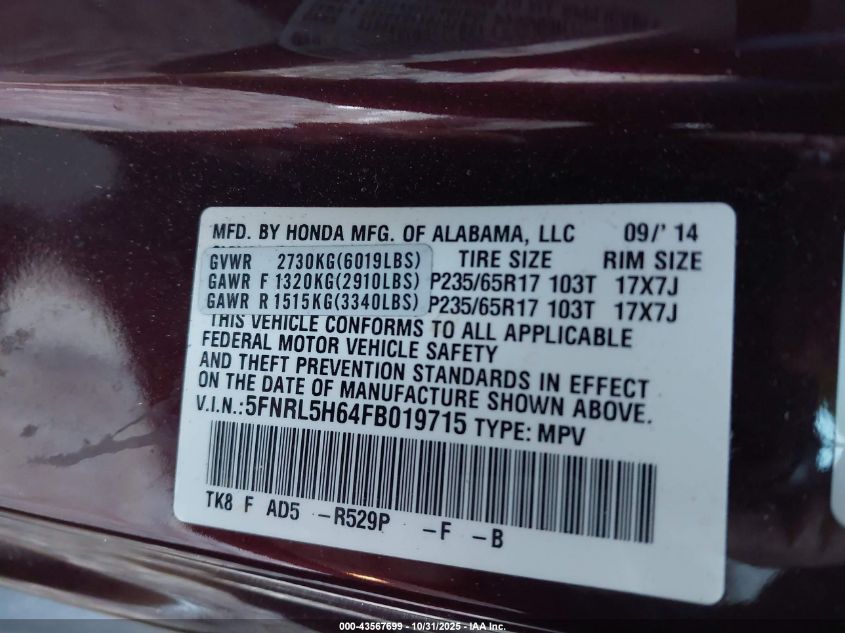 MFD. BY HONDA MFG. OF ALABAMA, LLC 09/' 14
GVWR 2730KG(6019LBS) TIRE SIZE RIM SIZE
GAWR F 1320KG(2910LBS) P235/65R17 103T 17X7J
GAWR R 1515KG(3340LBS) P235/65R17 103T 17X7J
THIS VEHICLE CONFORMS TO ALL APPLICABLE
FEDERAL MOTOR VEHICLE SAFETY
AND THEFT PREVENTION STANDARDS IN EFFECT
ON THE DATE OF MANUFACTURE SHOWN ABOVE.
V.I.N.:5FNRL5H64FB019715 TYPE: MPV
TK8 F AD5 -R529P -F -B
000-43567699 - 10/31/2025 - IAA Inc.